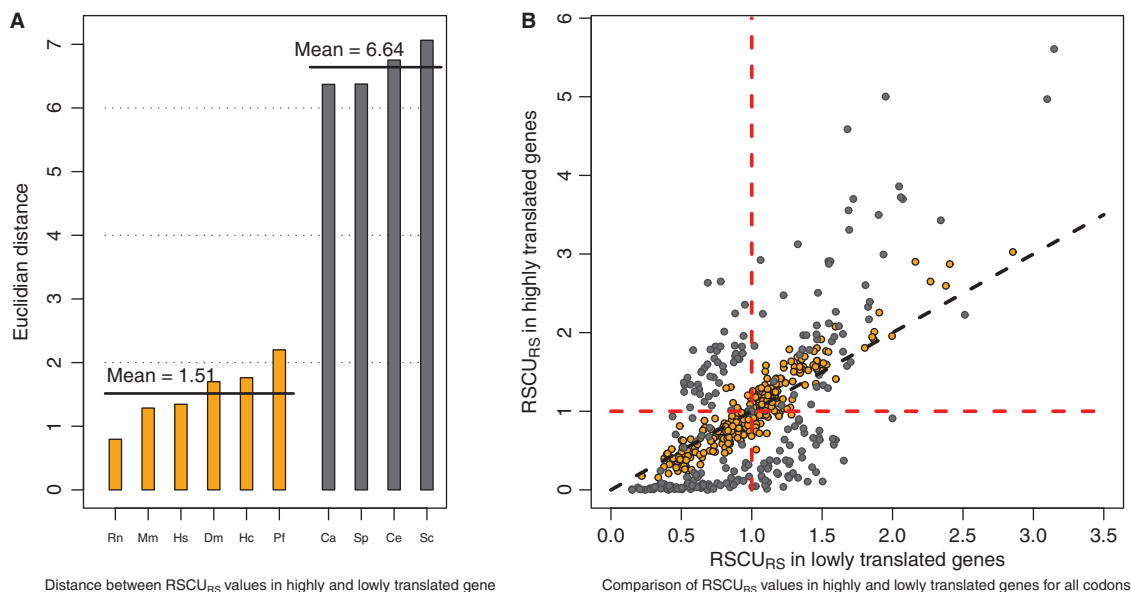 A
Euclidian distance
7
6
5
4
3
2
1
0
Mean = 1.51
Mean = 6.64
Rn Mm Hs Dm Hc Pf Ca Sp Ce Sc
Distance between RSCURS values in highly and lowly translated gene
B
RSCURS in highly translated genes
6
5
4
3
2
1
0
0.0 0.5 1.0 1.5 2.0 2.5 3.0 3.5
RSCURS in lowly translated genes
Comparison of RSCURS values in highly and lowly translated genes for all codons